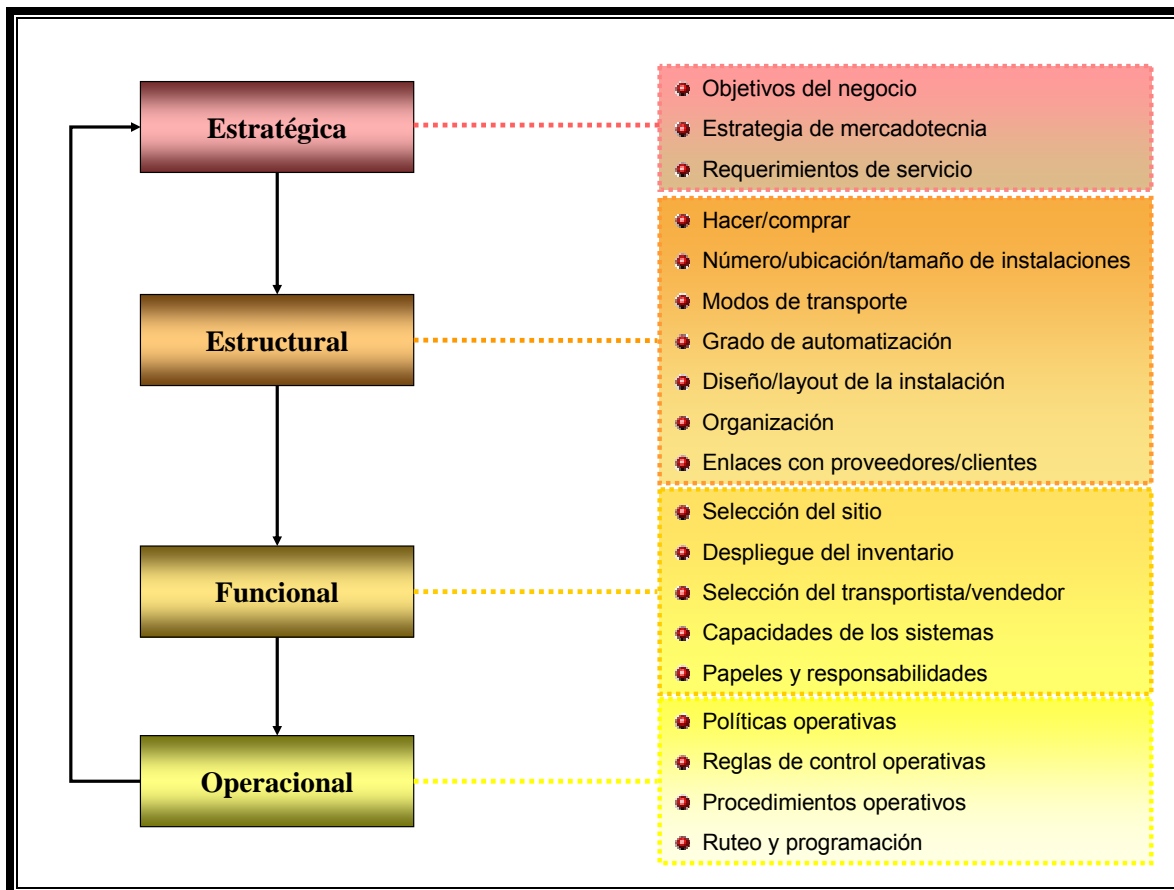 Estratégica
Objetivos del negocio
Estrategia de mercadotecnia
Requerimientos de servicio
Estructural
Hacer/comprar
Número/ubicación/tamaño de instalaciones
Modos de transporte
Grado de automatización
Diseño/layout de la instalación
Organización
Enlaces con proveedores/clientes
Funcional
Selección del sitio
Despliegue del inventario
Selección del transportista/vendedor
Capacidades de los sistemas
Papeles y responsabilidades
Operacional
Políticas operativas
Reglas de control operativas
Procedimientos operativos
Ruteo y programación